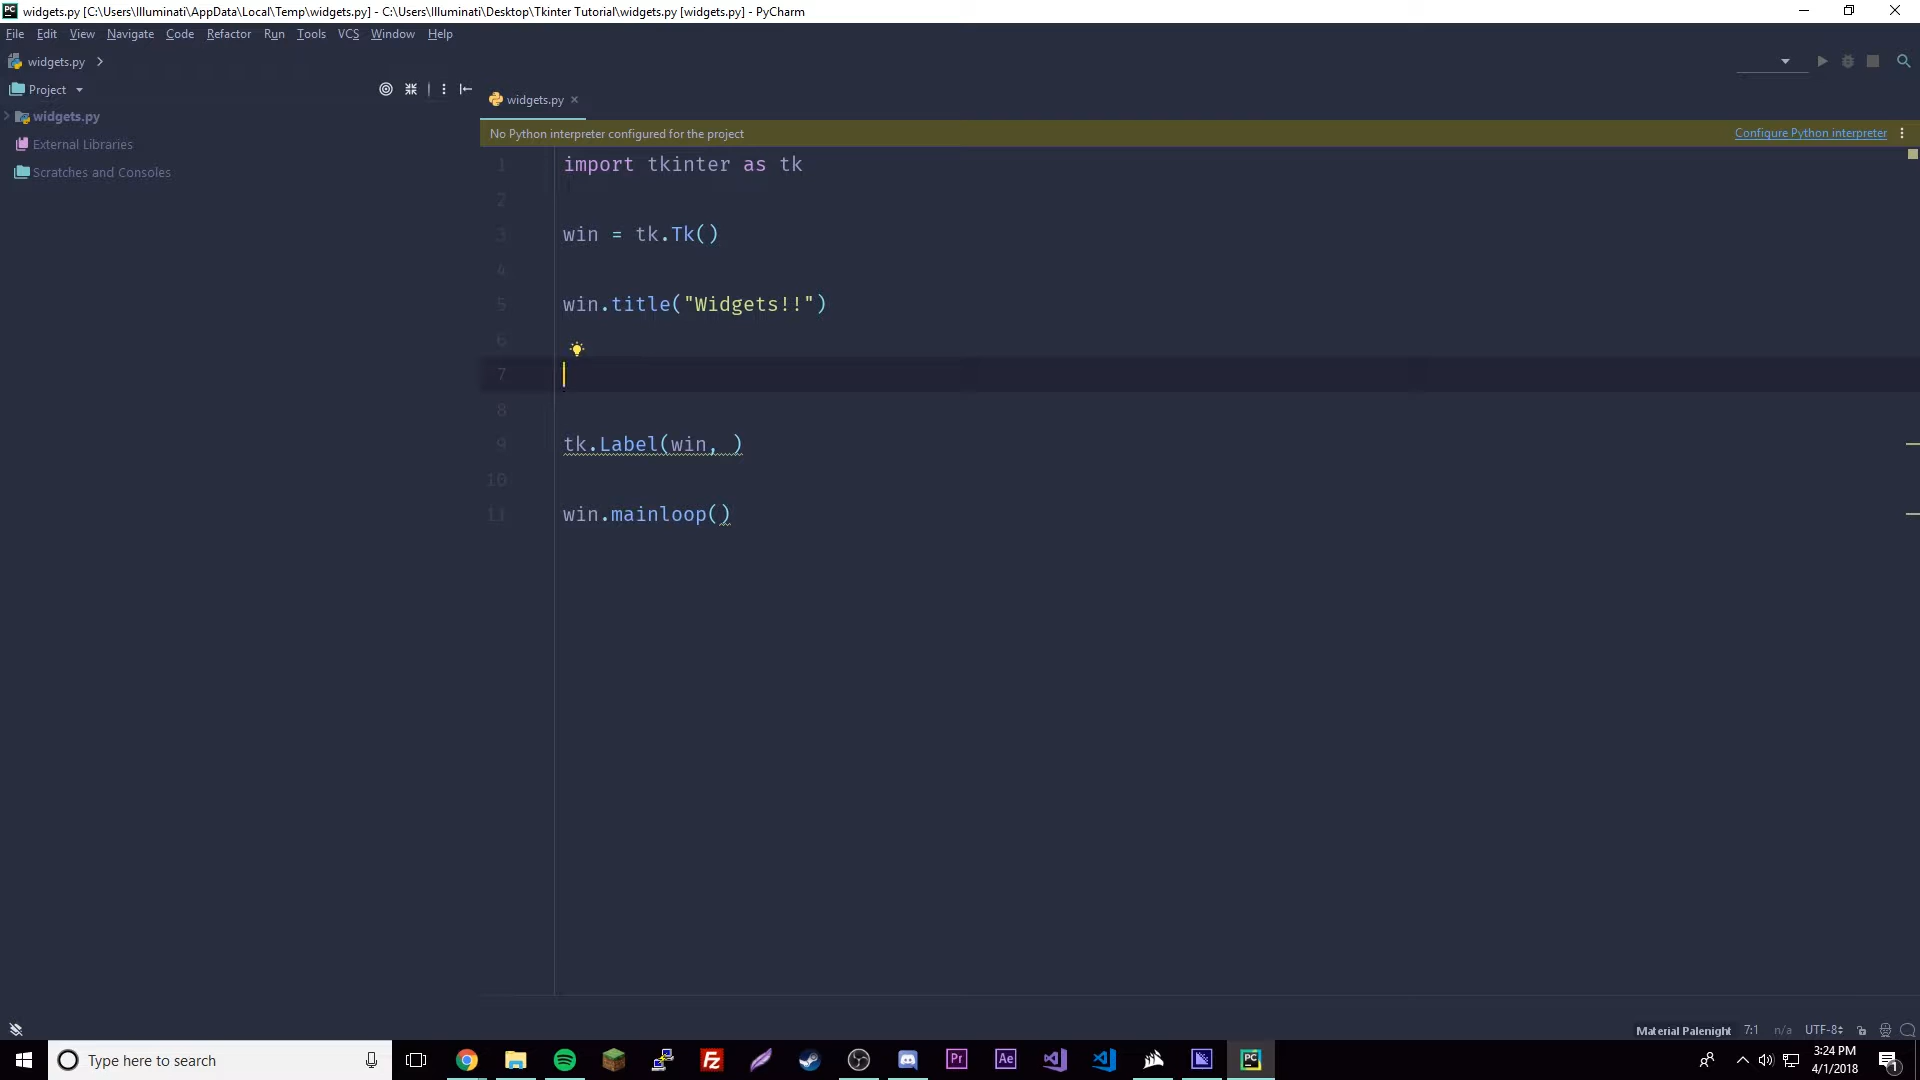 widgets.py [C:\Users\Illuminati\AppData\Local\Temp\widgets.py] - C:\Users\Illuminati\Desktop\Tkinter Tutorial\widgets.py [widgets.py] - PyCharm
File Edit View Navigate Code Refactor Run Tools VCS Window Help
widgets.py
Project
widgets.py
External Libraries
Scratches and Consoles
widgets.py
No Python interpreter configured for the project
Configure Python interpreter
1 import tkinter as tk
2
3 win = tk.Tk()
4
5 win.title("Widgets!!")
6
7
8
9 tk.Label(win, )
10
11 win.mainloop()
Material Palenight 7:1 n/a UTF-8
Type here to search
Pr
Ae
PC
3:24 PM
4/1/2018
1